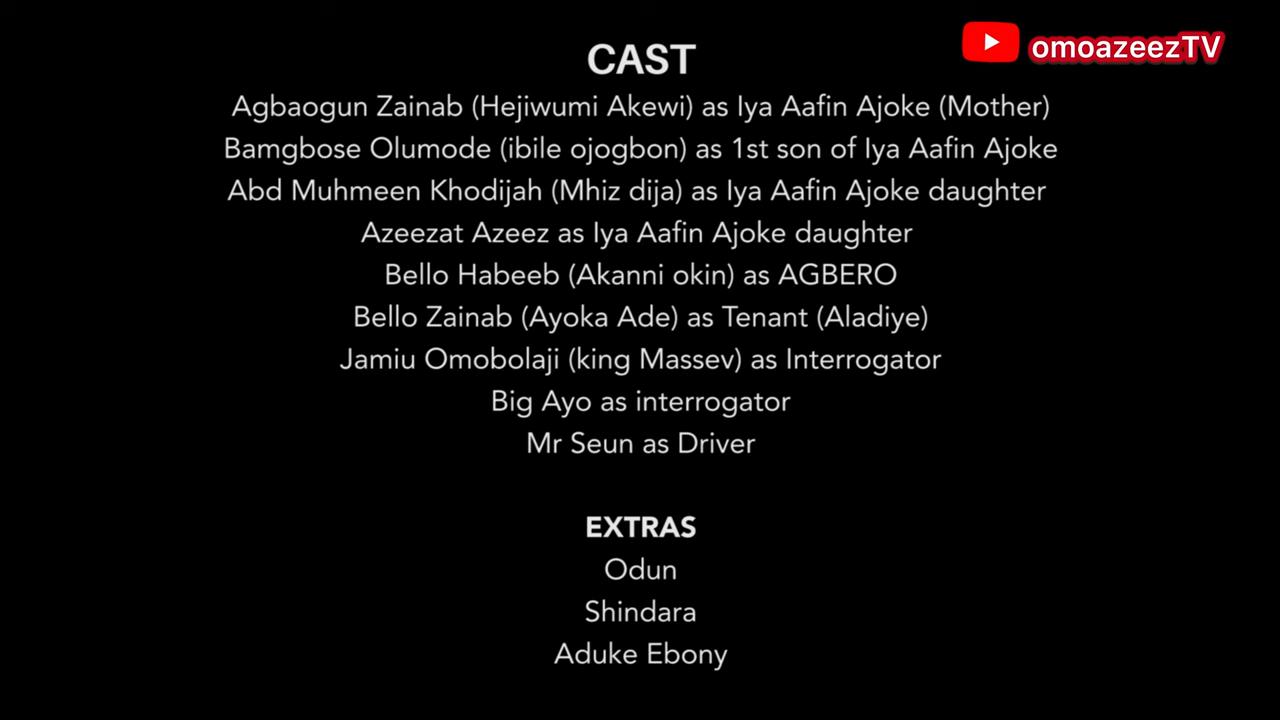 omoazeezTV
CAST
Agbaogun Zainab (Hejiwumi Akewi) as Iya Aafin Ajoke (Mother)
Bamgbose Olumode (ibile ojogbon) as 1st son of Iya Aafin Ajoke
Abd Muhmeen Khodijah (Mhiz dija) as Iya Aafin Ajoke daughter
Azeezat Azeez as Iya Aafin Ajoke daughter
Bello Habeeb (Akanni okin) as AGBERO
Bello Zainab (Ayoka Ade) as Tenant (Aladiye)
Jamiu Omobolaji (king Massev) as Interrogator
Big Ayo as interrogator
Mr Seun as Driver
EXTRAS
Odun
Shindara
Aduke Ebony